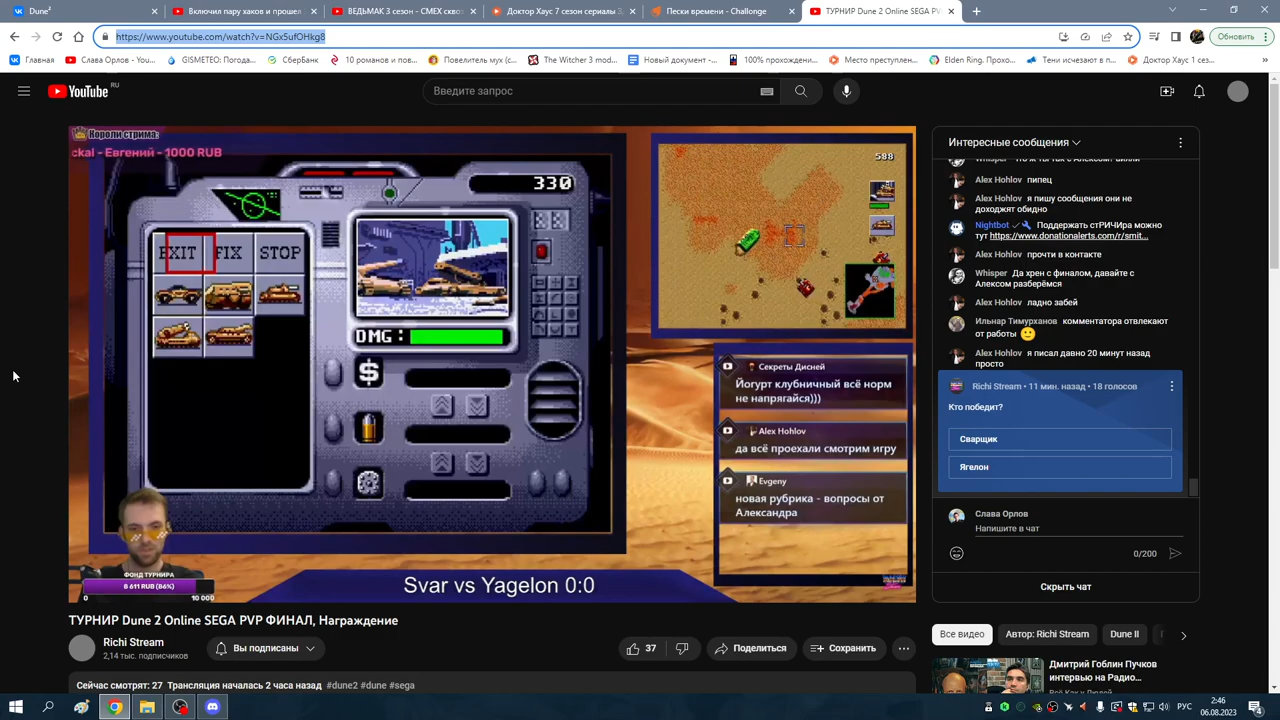 Dune²
Включил пару хаков и прошел
ВЕДЬМАК 3 сезон - СМЕХ сквоз
Доктор Хаус 7 сезон сериалы 3
Пески времени - Challonge
ТУРНИР Dune 2 Online SEGA PV
https://www.youtube.com/watch?v=NGx5ufOHkg8
Обновить
Главная
Слава Орлов - You...
GISMETEO: Погода...
СберБанк
10 романов и пов...
Повелитель мух (с...
The Witcher 3 mod...
Новый документ -...
100% прохождени...
Место преступлен...
Elden Ring. Прохо...
Тени исчезают в п...
Доктор Хаус 1 сез...
»
YouTube RU
Введите запрос
Короли стрима:
ckal - Евгений - 1000 RUB
330
EXIT FIX STOP
DMG:
$
588
Секреты Дисней
Йогурт клубничный всё норм
не напрягайся)))
Alex Hohlov
да всё проехали смотрим игру
Evgeny
новая рубрика - вопросы от
Александра
ФОНД ТУРНИРА
8 611 RUB (86%)
0 10 000
Svar vs Yagelon 0:0
Интересные сообщения
Alex Hohlov пипец
Alex Hohlov я пишу сообщения они не
доходят обидно
Nightbot Поддержать стРИЧИра можно
тут https://www.donationalerts.com/r/smit...
Alex Hohlov прочти в контакте
Whisper Да хрен с финалом, давайте с
Алексом разберёмся
Alex Hohlov ладно забей
Ильнар Тимурханов комментатора отвлекают
от работы
Alex Hohlov я писал давно 20 минут назад
просто
Richi Stream • 11 мин. назад • 18 голосов
Кто победит?
Сварщик
Ягелон
Слава Орлов
Напишите в чат
0/200
Скрыть чат
ТУРНИР Dune 2 Online SEGA PVP ФИНАЛ, Награждение
Richi Stream
2,14 тыс. подписчиков
Вы подписаны
37
Поделиться
Сохранить
Сейчас смотрят: 27 Трансляция началась 2 часа назад #dune2 #dune #sega
Все видео
Автор: Richi Stream
Dune II
Дмитрий Гоблин Пучков
интервью на Радио...
Всё Как у Людей
РУС
2:46
06.08.2023
4